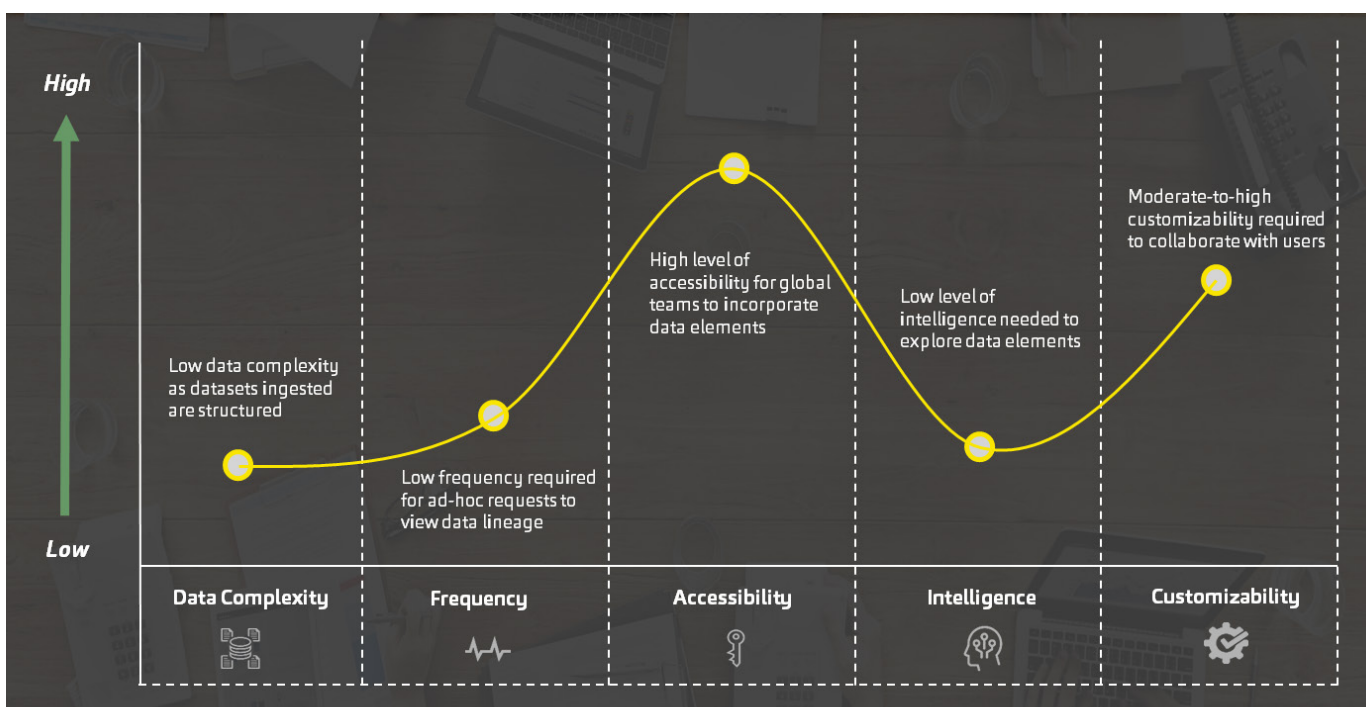 High
Low
Low data complexity
as datasets ingested
are structured
Low frequency required
for ad-hoc requests to
view data lineage
High level of
accessibility for global
teams to incorporate
data elements
Low level of
intelligence needed to
explore data elements
Moderate-to-high
customizability required
to collaborate with users
Data Complexity
Frequency
Accessibility
Intelligence
Customizability